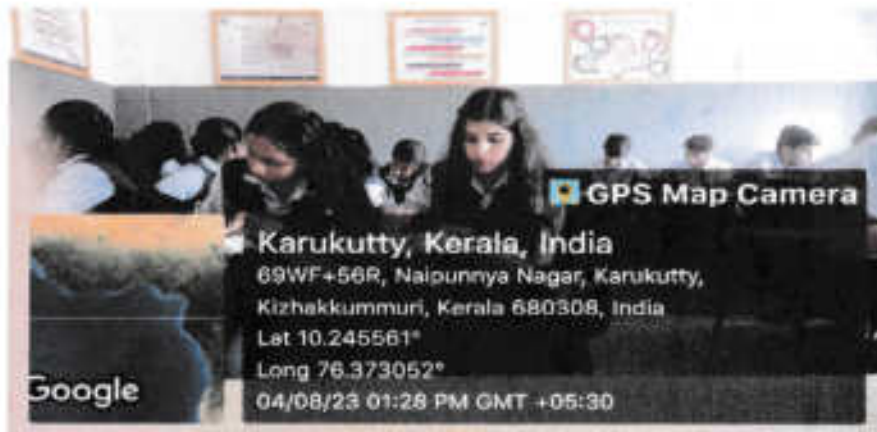 GPS Map Camera
Karukutty, Kerala, India
69WF+56R, Naipunnya Nagar, Karukutty,
Kizhakkummuri, Kerala 680308, India
Lat 10.245561°
Long 76.373052°
04/08/23 01:28 PM GMT +05:30
Google